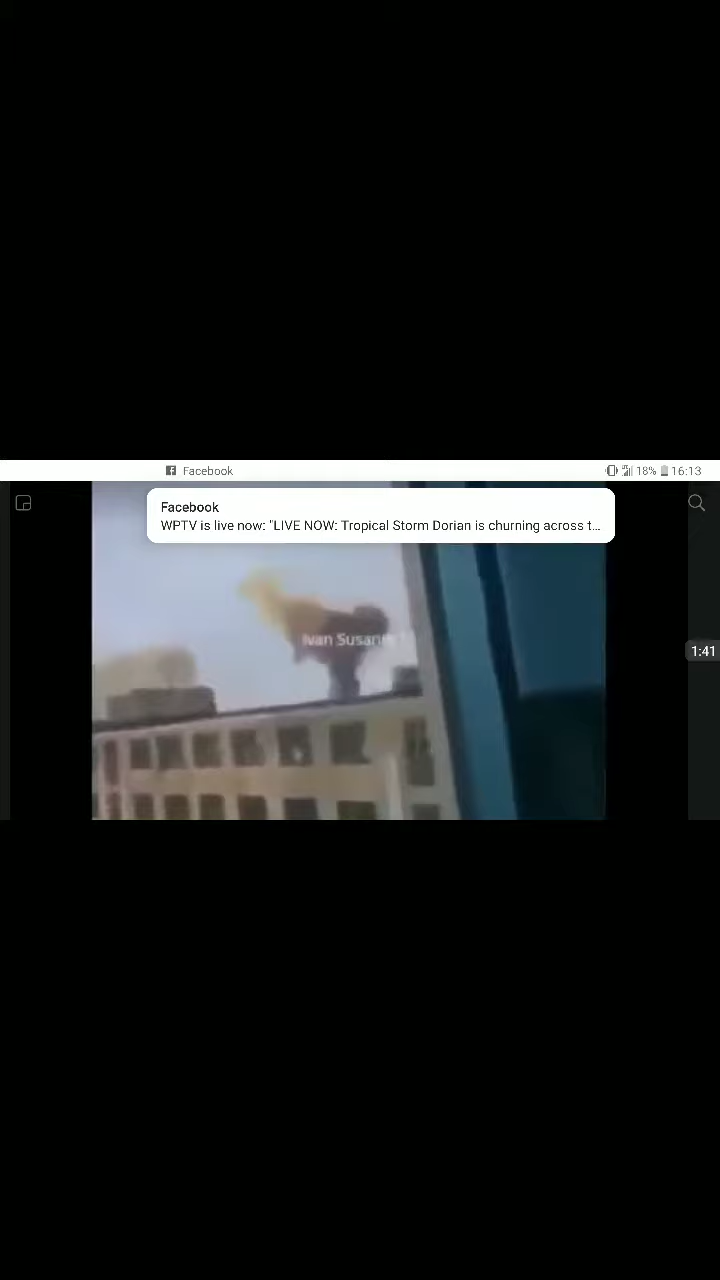 Facebook
18% 16:13
Facebook
WPTV is live now: "LIVE NOW: Tropical Storm Dorian is churning across t...
Ivan
1:41